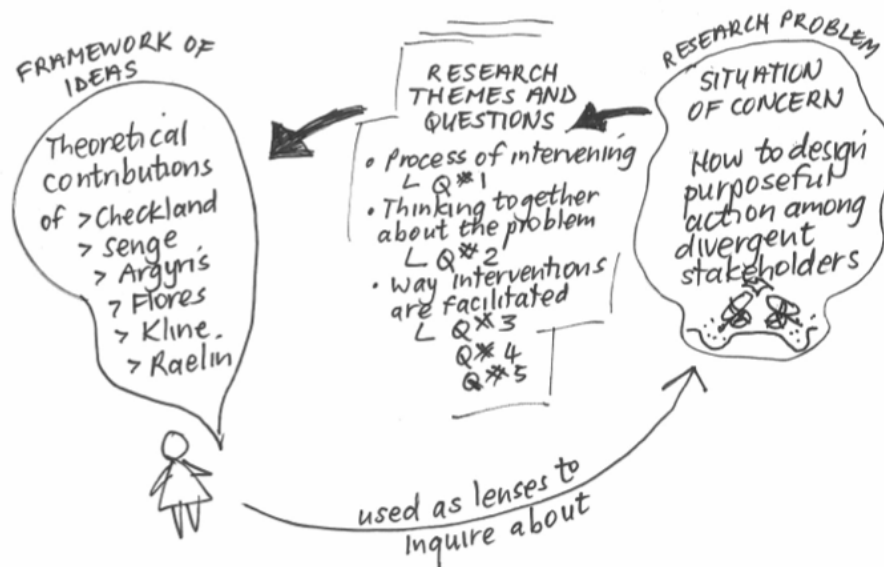 FRAMEWORK OF
IDEAS
Theoretical
contributions
of > Checkland
> Senge
> Argyris
> Flores
> Kline.
> Raelin
RESEARCH
THEMES AND
QUESTIONS
• Process of intervening
L Q#1
• Thinking together
about the problem
L Q#2
• Way interventions
are facilitated
L Q#3
Q#4
Q#5
RESEARCH PROBLEM
SITUATION
OF CONCERN
How to design
purposeful
action among
divergent
stakeholders
used as lenses to
inquire about